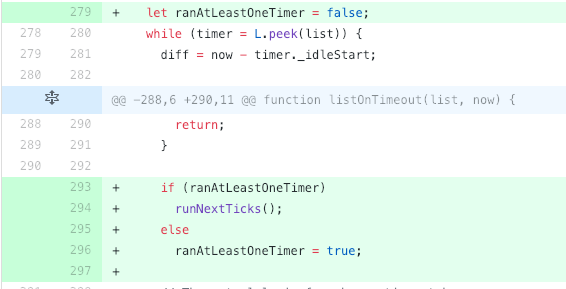 279 + let ranAtLeastOneTimer = false;
278 280 while (timer = L.peek(list)) {
279 281 diff = now - timer._idleStart;
280 282
@@ -288,6 +290,11 @@ function listOnTimeout(list, now) {
288 290 return;
289 291 }
290 292
293 + if (ranAtLeastOneTimer)
294 + runNextTicks();
295 + else
296 + ranAtLeastOneTimer = true;
297 +